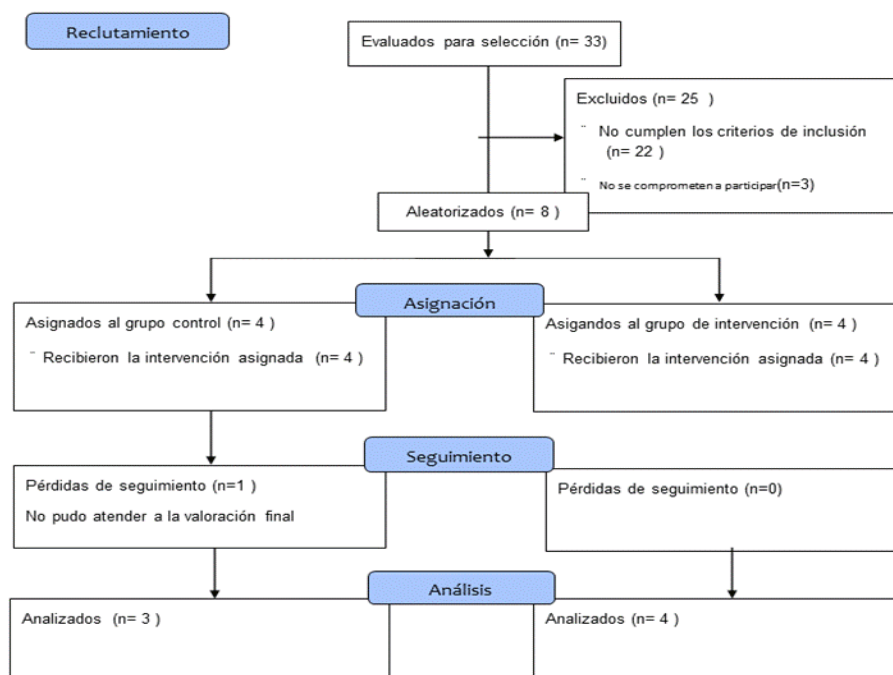 Reclutamiento
Evaluados para selección (n= 33)
Excluidos (n= 25 )
¨ No cumplen los criterios de inclusión
(n= 22 )
¨ No se comprometen a participar(n=3)
Aleatorizados (n= 8 )
Asignación
Asignados al grupo control (n= 4 )
¨ Recibieron la intervención asignada (n= 4 )
Asigandos al grupo de intervención (n= 4 )
¨ Recibieron la intervención asignada (n= 4 )
Seguimiento
Pérdidas de seguimiento (n=1 )
No pudo atender a la valoración final
Pérdidas de seguimiento (n=0)
Análisis
Analizados (n= 3 )
Analizados (n= 4 )